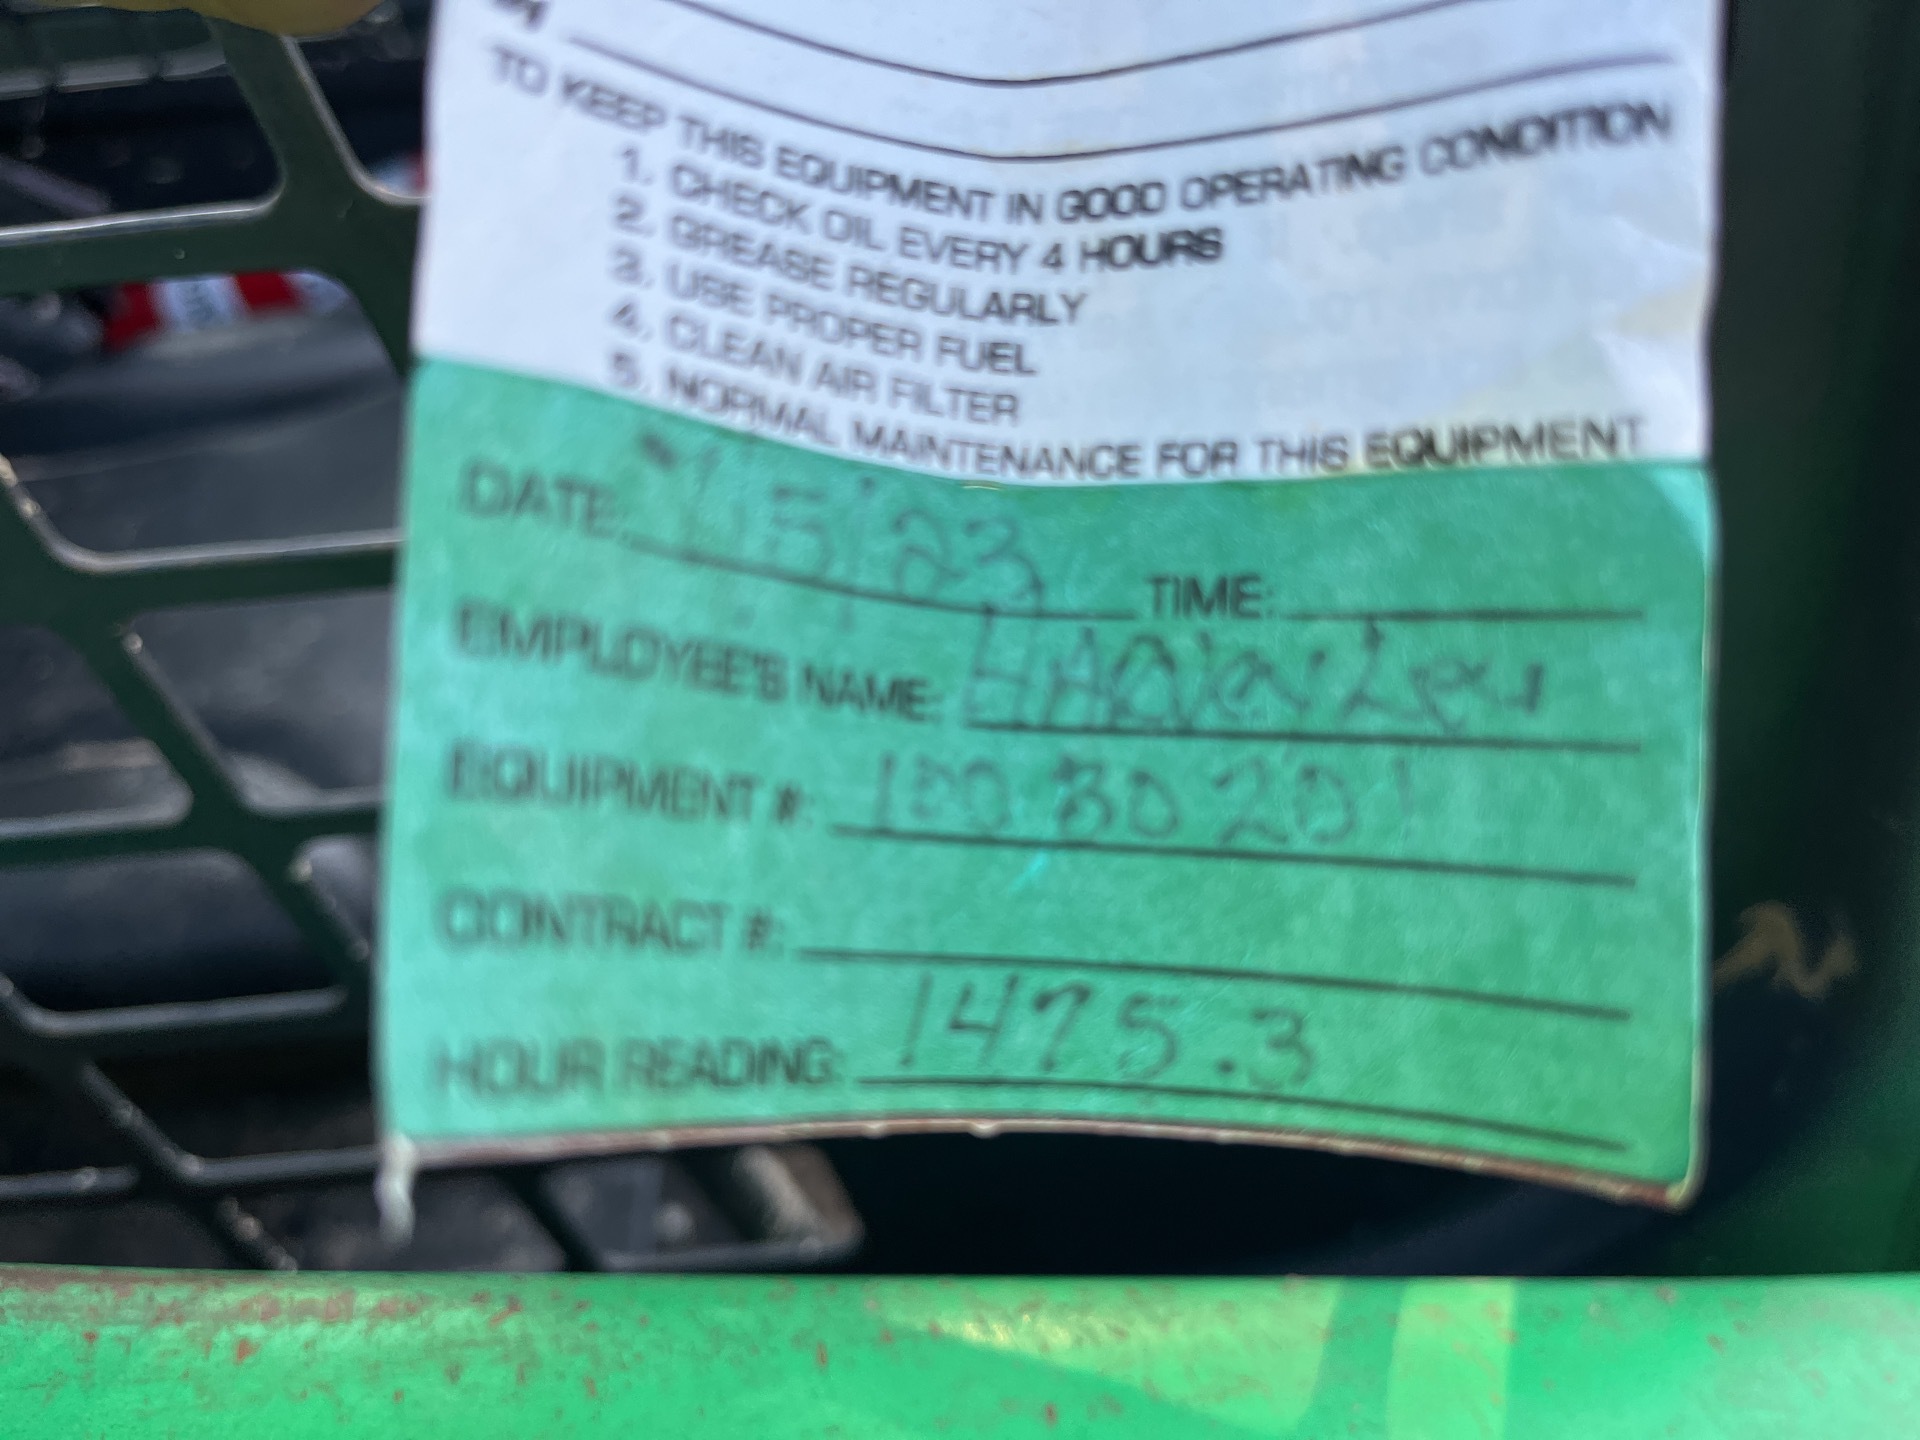 TO KEEP THIS EQUIPMENT IN GOOD OPERATING CONDITION
1. CHECK OIL EVERY 4 HOURS
2. GREASE REGULARLY
3. USE PROPER FUEL
4. CLEAN AIR FILTER
5. NORMAL MAINTENANCE FOR THIS EQUIPMENT
DATE: TIME:
EMPLOYEE'S NAME:
EQUIPMENT #:
CONTRACT #:
HOUR READING: 1475.3